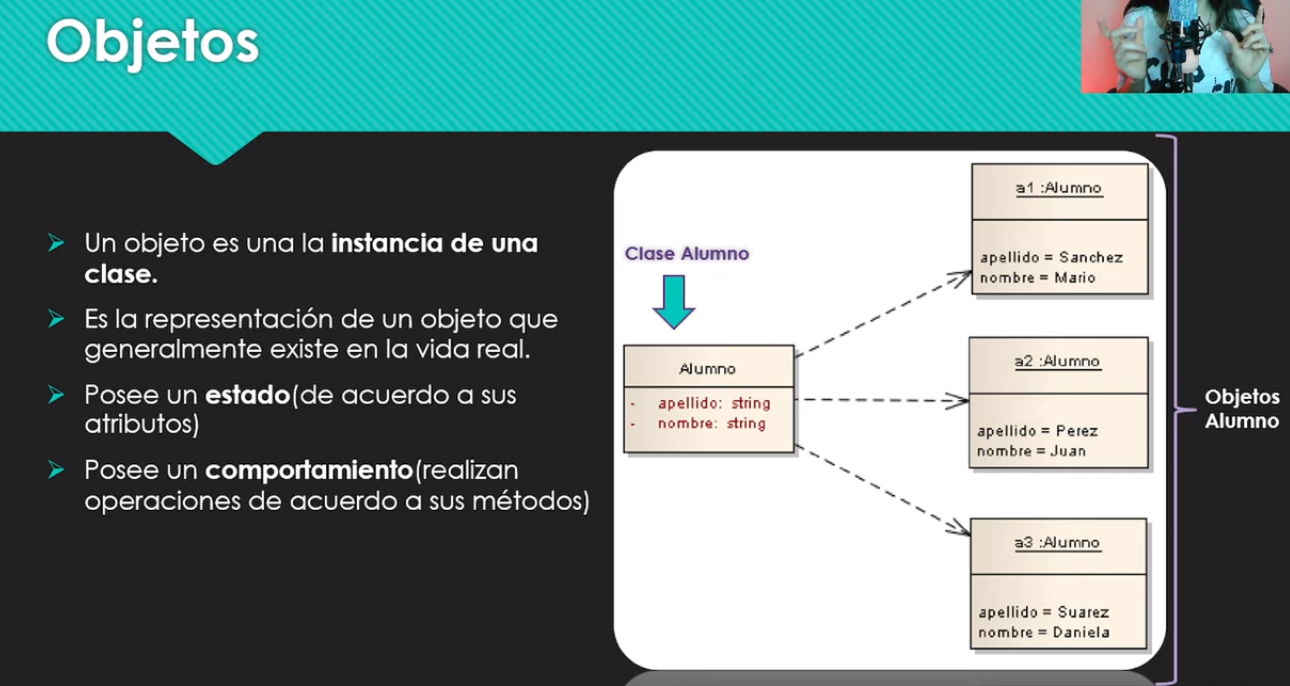 Objetos
Un objeto es una la instancia de una
clase.
Es la representación de un objeto que
generalmente existe en la vida real.
Posee un estado(de acuerdo a sus
atributos)
Posee un comportamiento(realizan
operaciones de acuerdo a sus métodos)
Clase Alumno
Alumno
- apellido: string
- nombre: string
a1 :Alumno
apellido = Sanchez
nombre = Mario
a2 :Alumno
apellido = Perez
nombre = Juan
a3 :Alumno
apellido = Suarez
nombre = Daniela
Objetos
Alumno